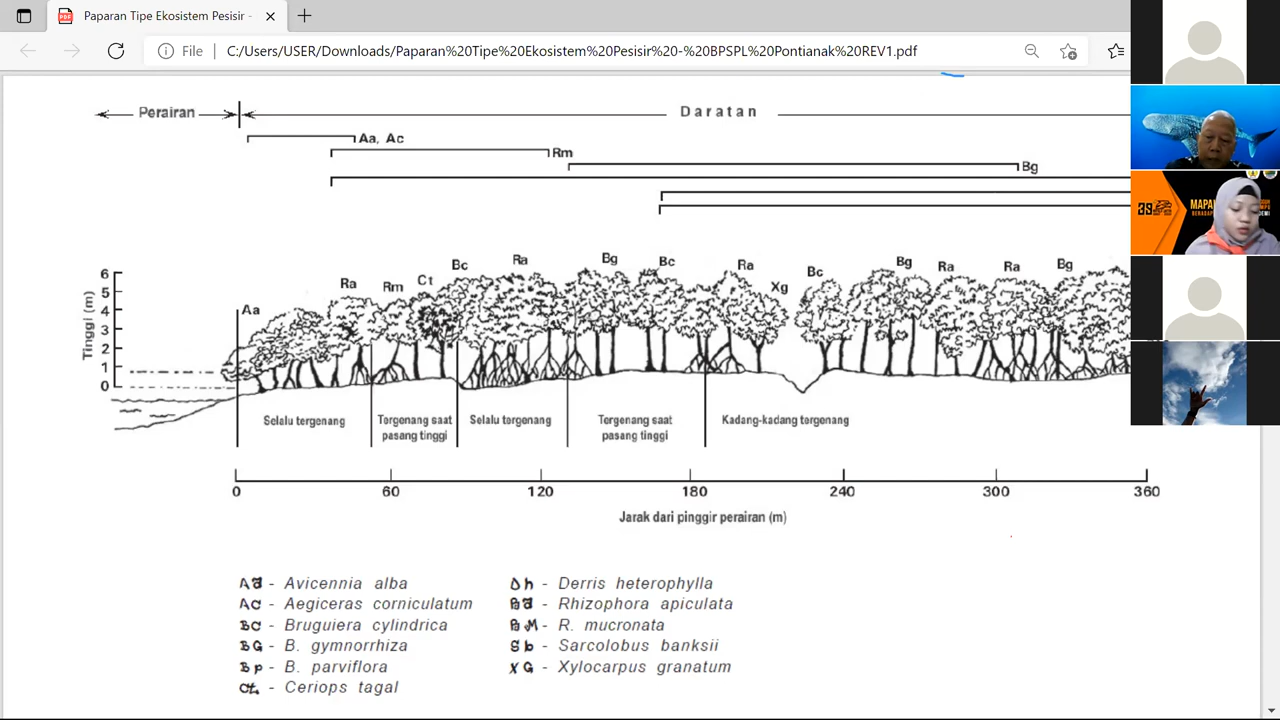 Paparan Tipe Ekosistem Pesisir -
File
C:/Users/USER/Downloads/Paparan%20Tipe%20Ekosistem%20Pesisir%20-%20BPSPL%20Pontianak%20REV1.pdf
Perairan
Daratan
Aa, Ac
Rm
Bg
Aa
Ra
Rm
Ct
Bc
Ra
Bg
Bc
Ra
Xg
Bc
Bg
Ra
Ra
Bg
Tinggi (m)
6
5
4
3
2
1
0
Selalu tergenang
Tergenang saat
pasang tinggi
Selalu tergenang
Tergenang saat
pasang tinggi
Kadang-kadang tergenang
0 60 120 180 240 300 360
Jarak dari pinggir perairan (m)
Aa - Avicennia alba
Ac - Aegiceras corniculatum
Bc - Bruguiera cylindrica
BG - B. gymnorrhiza
Bp - B. parviflora
Ct - Ceriops tagal
Dh - Derris heterophylla
Ra - Rhizophora apiculata
RM - R. mucronata
Sb - Sarcolobus banksii
XG - Xylocarpus granatum
39
MAPA